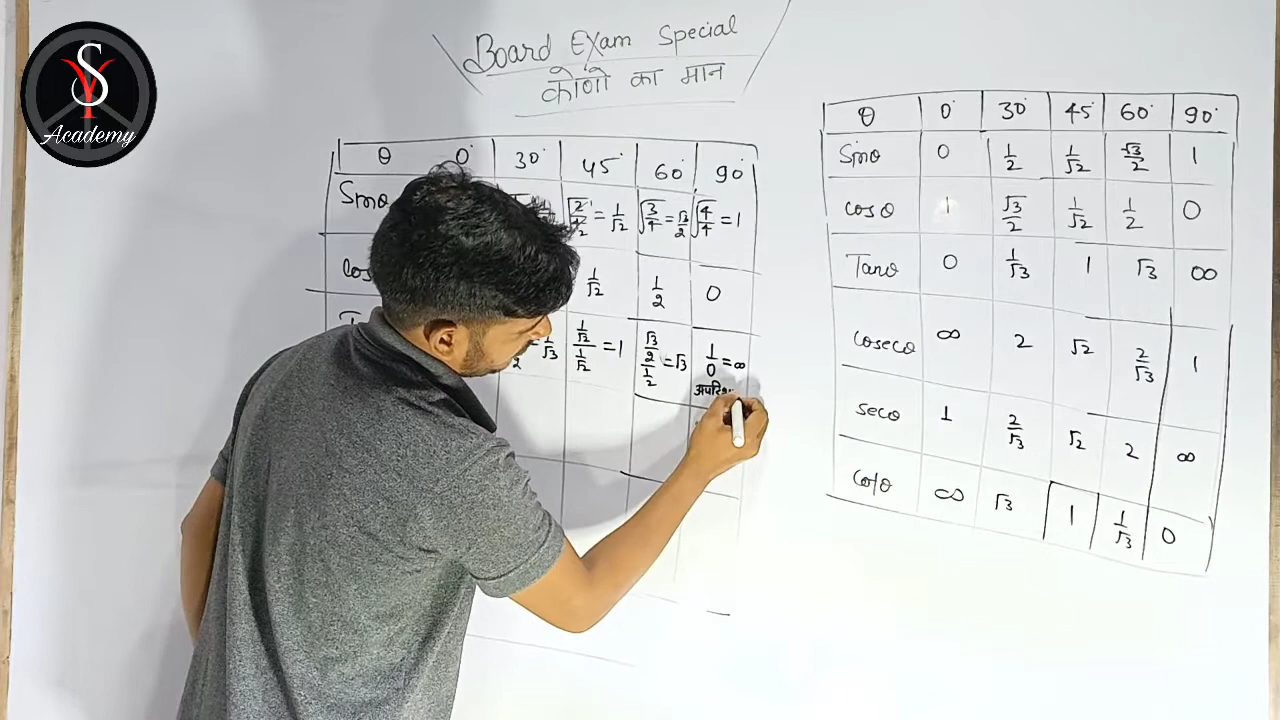 SY
Academy
Board Exam Special
कोणों का मान
θ 0° 30° 45° 60° 90°
Sinθ √2/4 = 1/√2 √3/4 = √3/2 √4/4 = 1
cos 1/√2 1/2 0
= 1/√3 1/√2 / 1/√2 = 1 √3/2 / 1/2 = √3 1/0 = ∞
θ 0° 30° 45° 60° 90°
Sinθ 0 1/2 1/√2 √3/2 1
cosθ 1 √3/2 1/√2 1/2 0
Tanθ 0 1/√3 1 √3 ∞
cosecθ ∞ 2 √2 2/√3 1
secθ 1 2/√3 √2 2 ∞
cotθ ∞ √3 1 1/√3 0